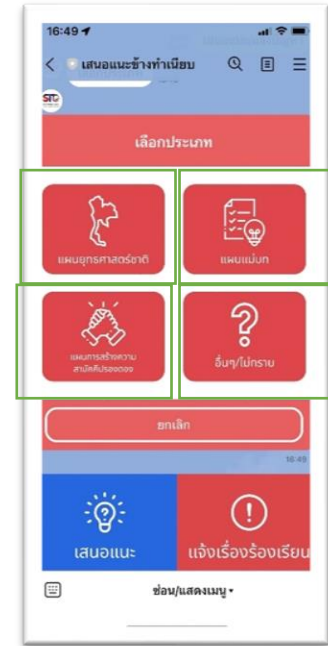 16:49
เสนอแนะข้างทำเนียบ
เลือกประเภท
แผนยุทธศาสตร์ชาติ
แผนแม่บท
แผนการสร้างความ
สามัคคีปรองดอง
อื่นๆ/ไม่ทราบ
ยกเลิก
16:49
เสนอแนะ
แจ้งเรื่องร้องเรียน
ซ่อน/แสดงเมนู